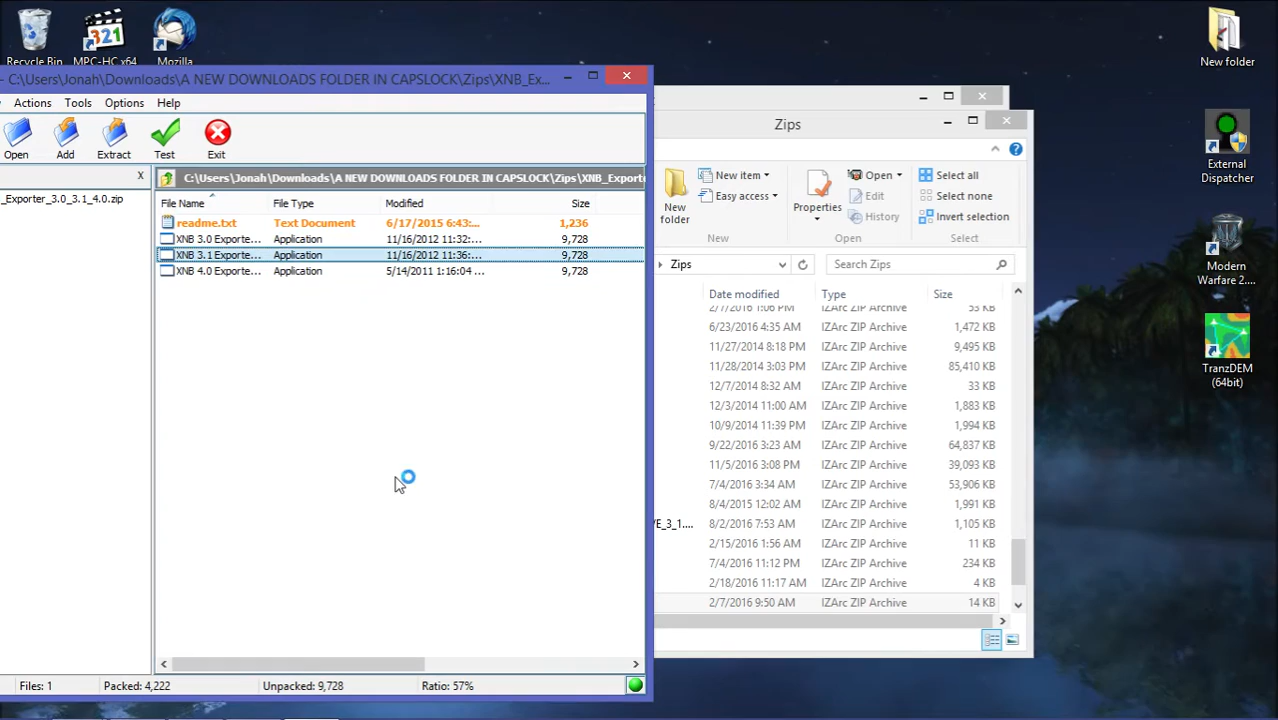 Recycle Bin
MPC-HC x64
Mozilla
New folder
External Dispatcher
Modern Warfare 2....
TranzDEM (64bit)
- C:\Users\Jonah\Downloads\A NEW DOWNLOADS FOLDER IN CAPSLOCK\Zips\XNB_Ex...
Actions Tools Options Help
Open Add Extract Test Exit
C:\Users\Jonah\Downloads\A NEW DOWNLOADS FOLDER IN CAPSLOCK\Zips\XNB_Exporte
_Exporter_3.0_3.1_4.0.zip
File Name File Type Modified Size
readme.txt Text Document 6/17/2015 6:43:... 1,236
XNB 3.0 Exporte... Application 11/16/2012 11:32:... 9,728
XNB 3.1 Exporte... Application 11/16/2012 11:36:... 9,728
XNB 4.0 Exporte... Application 5/14/2011 1:16:04 ... 9,728
Files: 1 Packed: 4,222 Unpacked: 9,728 Ratio: 57%
Zips
New folder
New item
Easy access
New
Properties
Open
Edit
History
Open
Select all
Select none
Invert selection
Select
Zips
Search Zips
Date modified Type Size
2/7/2016 1:06 PM IZArc ZIP Archive 53 KB
6/23/2016 4:35 AM IZArc ZIP Archive 1,472 KB
11/27/2014 8:18 PM IZArc ZIP Archive 9,495 KB
11/28/2014 3:03 PM IZArc ZIP Archive 85,410 KB
12/7/2014 8:32 AM IZArc ZIP Archive 33 KB
12/3/2014 11:00 AM IZArc ZIP Archive 1,883 KB
10/9/2014 11:39 PM IZArc ZIP Archive 1,994 KB
9/22/2016 3:23 AM IZArc ZIP Archive 64,837 KB
11/5/2016 3:08 PM IZArc ZIP Archive 39,093 KB
7/4/2016 3:34 AM IZArc ZIP Archive 53,906 KB
8/4/2015 12:02 AM IZArc ZIP Archive 1,991 KB
/E_3_1.... 8/2/2016 7:53 AM IZArc ZIP Archive 1,105 KB
2/15/2016 1:56 AM IZArc ZIP Archive 11 KB
7/4/2016 11:12 PM IZArc ZIP Archive 234 KB
2/18/2016 11:17 AM IZArc ZIP Archive 4 KB
2/7/2016 9:50 AM IZArc ZIP Archive 14 KB